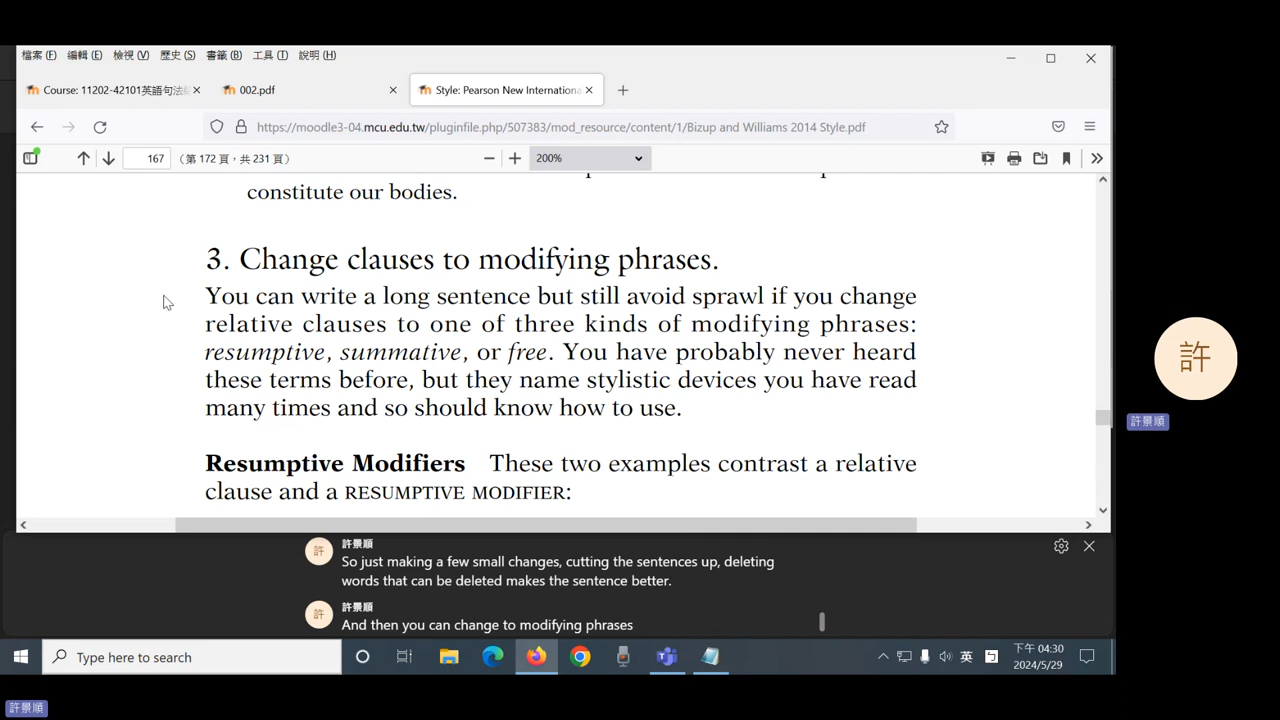 檔案(F) 編輯(E) 檢視(V) 歷史(S) 書籤(B) 工具(T) 說明(H)
Course: 11202-42101英語句法
002.pdf
Style: Pearson New Internationa
https://moodle3-04.mcu.edu.tw/pluginfile.php/507383/mod_resource/content/1/Bizup and Williams 2014 Style.pdf
167 (第 172 頁，共 231 頁) 200%
constitute our bodies.
3. Change clauses to modifying phrases.
You can write a long sentence but still avoid sprawl if you change
relative clauses to one of three kinds of modifying phrases:
resumptive, summative, or free. You have probably never heard
these terms before, but they name stylistic devices you have read
many times and so should know how to use.
Resumptive Modifiers These two examples contrast a relative
clause and a RESUMPTIVE MODIFIER:
許
許景順
許
許景順
So just making a few small changes, cutting the sentences up, deleting
words that can be deleted makes the sentence better.
許
許景順
And then you can change to modifying phrases
Type here to search
英
下午 04:30
2024/5/29
許景順